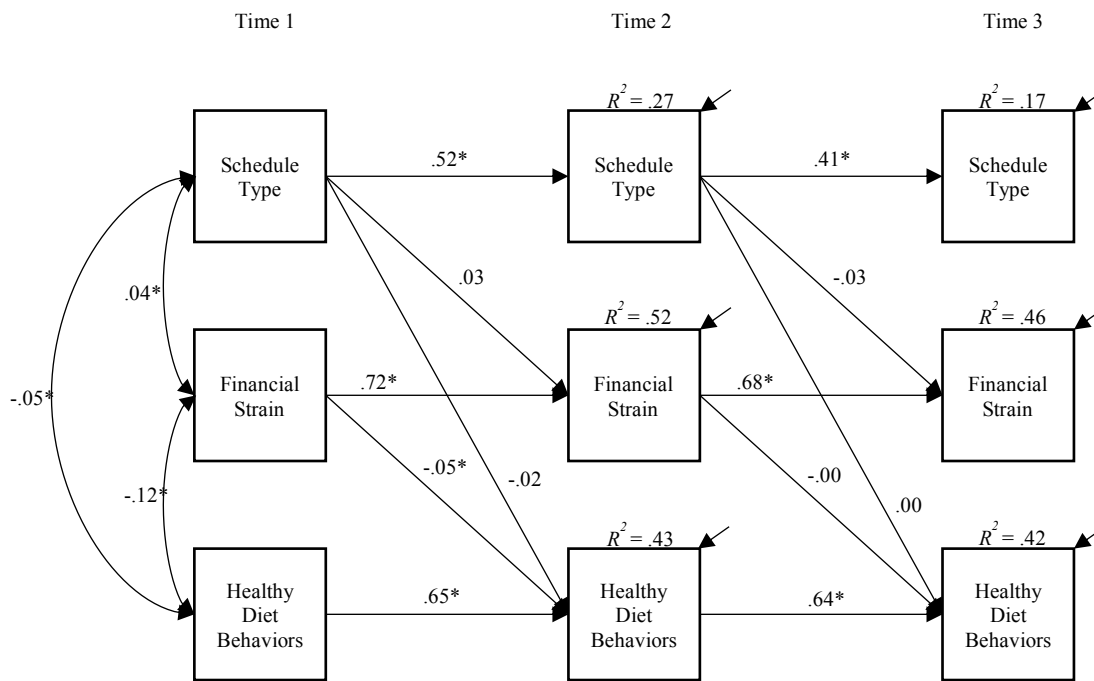 Time 1
Time 2
Time 3
R² = .27
R² = .17
Schedule
Type
.52*
Schedule
Type
.41*
Schedule
Type
.04*
.03
-.03
R² = .52
R² = .46
-.05*
Financial
Strain
.72*
Financial
Strain
.68*
Financial
Strain
-.12*
-.05*
-.02
-.00
.00
R² = .43
R² = .42
Healthy
Diet
Behaviors
.65*
Healthy
Diet
Behaviors
.64*
Healthy
Diet
Behaviors